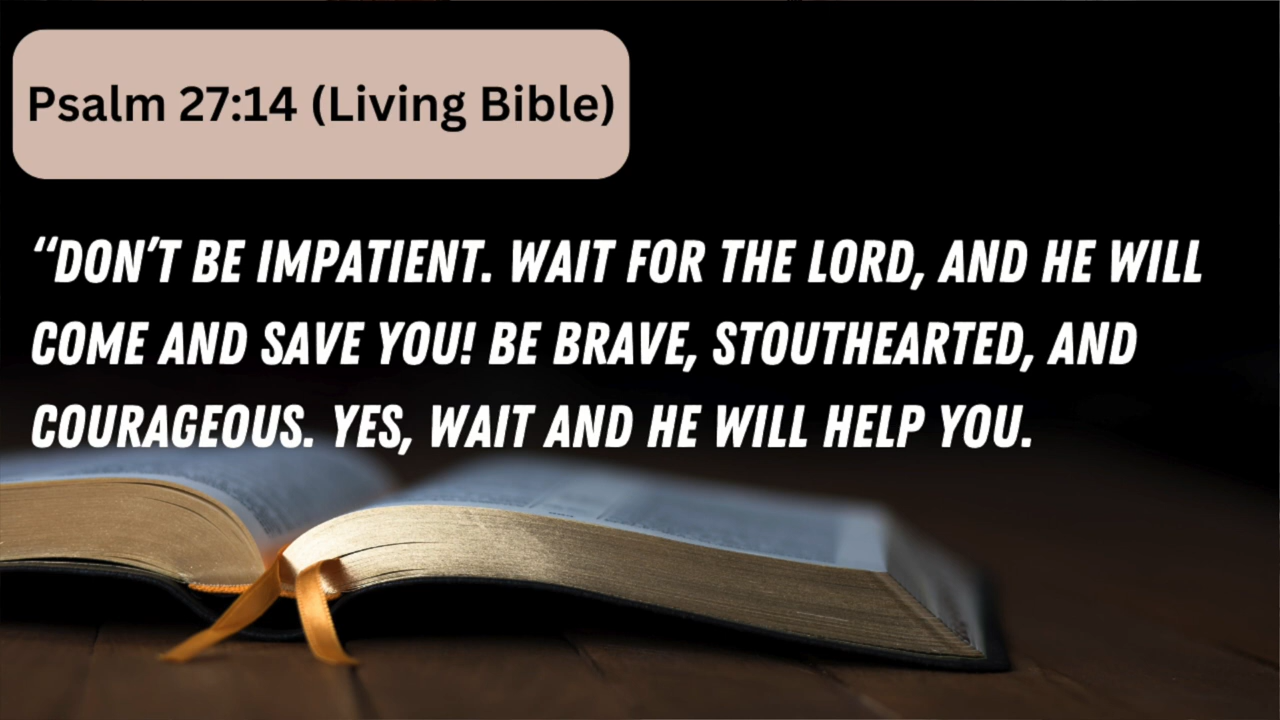 Psalm 27:14 (Living Bible)
“DON’T BE IMPATIENT. WAIT FOR THE LORD, AND HE WILL
COME AND SAVE YOU! BE BRAVE, STOUTHEARTED, AND
COURAGEOUS. YES, WAIT AND HE WILL HELP YOU.